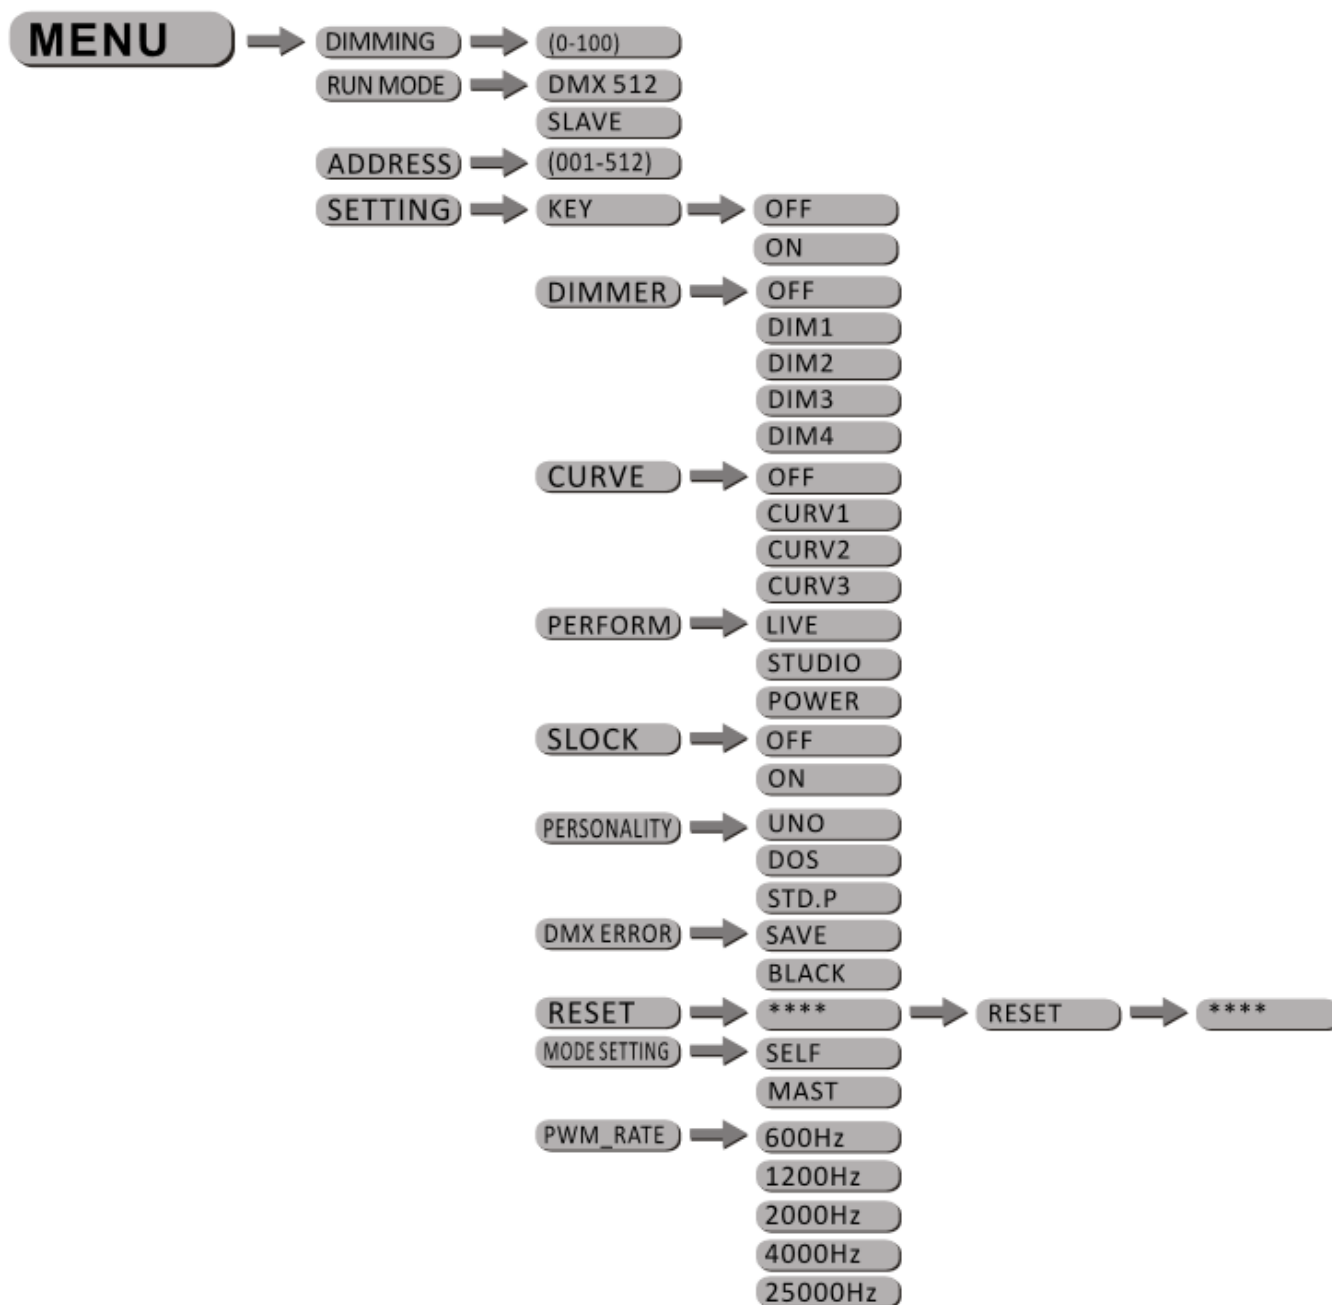 MENU DIMMING (0-100)
RUN MODE DMX 512
SLAVE
ADDRESS (001-512)
SETTING KEY OFF
ON
DIMMER OFF
DIM1
DIM2
DIM3
DIM4
CURVE OFF
CURV1
CURV2
CURV3
PERFORM LIVE
STUDIO
POWER
SLOCK OFF
ON
PERSONALITY UNO
DOS
STD.P
DMX ERROR SAVE
BLACK
RESET **** RESET ****
MODE SETTING SELF
MAST
PWM_RATE 600Hz
1200Hz
2000Hz
4000Hz
25000Hz